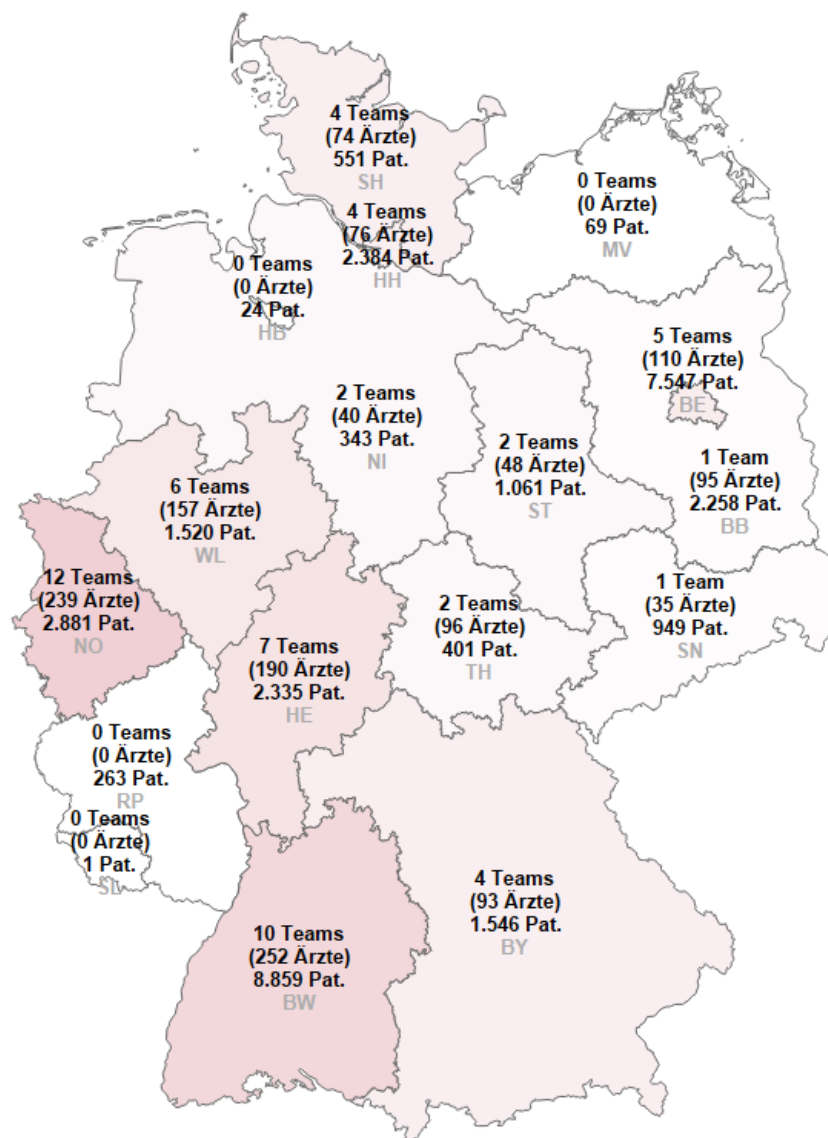 4 Teams
(74 Ärzte)
551 Pat.
SH
0 Teams
(0 Ärzte)
69 Pat.
MV
4 Teams
(76 Ärzte)
2.384 Pat.
HH
0 Teams
(0 Ärzte)
24 Pat.
HB
5 Teams
(110 Ärzte)
7.547 Pat.
BE
2 Teams
(40 Ärzte)
343 Pat.
NI
2 Teams
(48 Ärzte)
1.061 Pat.
ST
1 Team
(95 Ärzte)
2.258 Pat.
BB
6 Teams
(157 Ärzte)
1.520 Pat.
WL
12 Teams
(239 Ärzte)
2.881 Pat.
NO
7 Teams
(190 Ärzte)
2.335 Pat.
HE
2 Teams
(96 Ärzte)
401 Pat.
TH
1 Team
(35 Ärzte)
949 Pat.
SN
0 Teams
(0 Ärzte)
263 Pat.
RP
0 Teams
(0 Ärzte)
1 Pat.
SL
10 Teams
(252 Ärzte)
8.859 Pat.
BW
4 Teams
(93 Ärzte)
1.546 Pat.
BY